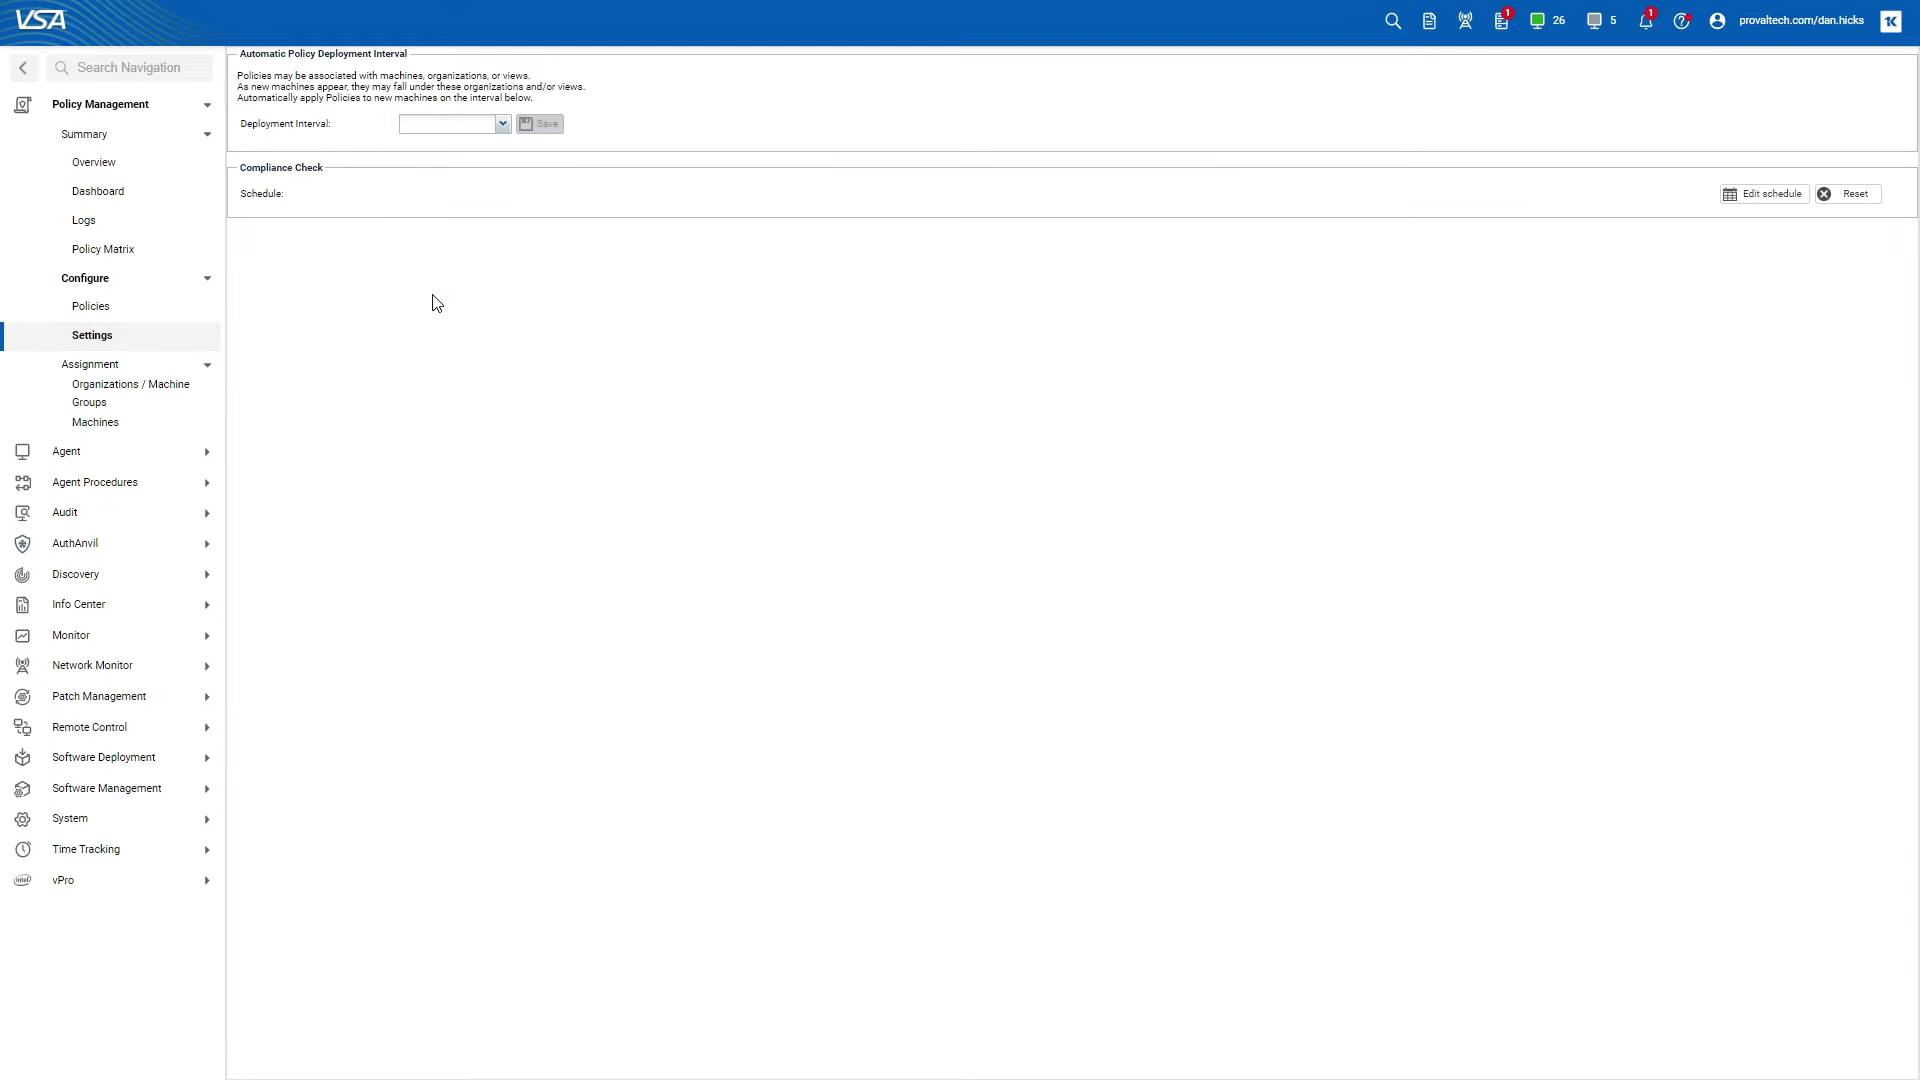 VSA
1
26
5
1
provaltech.com/dan.hicks
Search Navigation
Policy Management
Summary
Overview
Dashboard
Logs
Policy Matrix
Configure
Policies
Settings
Assignment
Organizations / Machine
Groups
Machines
Agent
Agent Procedures
Audit
AuthAnvil
Discovery
Info Center
Monitor
Network Monitor
Patch Management
Remote Control
Software Deployment
Software Management
System
Time Tracking
intel
vPro
Automatic Policy Deployment Interval
Policies may be associated with machines, organizations, or views.
As new machines appear, they may fall under these organizations and/or views.
Automatically apply Policies to new machines on the interval below.
Deployment Interval:
Save
Compliance Check
Schedule:
Edit schedule
Reset